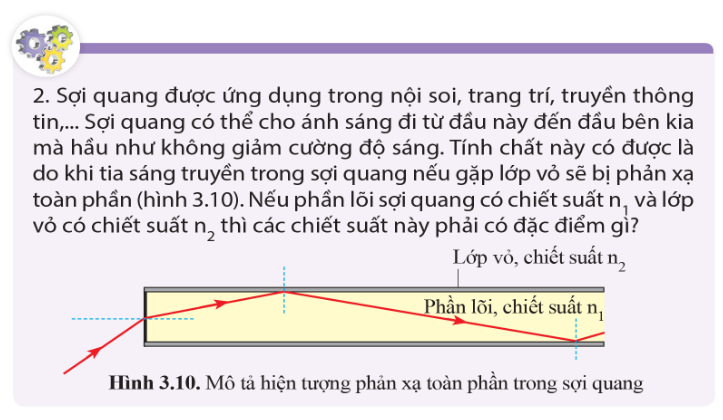 2. Sợi quang được ứng dụng trong nội soi, trang trí, truyền thông
tin,... Sợi quang có thể cho ánh sáng đi từ đầu này đến đầu bên kia
mà hầu như không giảm cường độ sáng. Tính chất này có được là
do khi tia sáng truyền trong sợi quang nếu gặp lớp vỏ sẽ bị phản xạ
toàn phần (hình 3.10). Nếu phần lõi sợi quang có chiết suất n₁ và lớp
vỏ có chiết suất n₂ thì các chiết suất này phải có đặc điểm gì?
Lớp vỏ, chiết suất n₂
Phần lõi, chiết suất n₁
Hình 3.10. Mô tả hiện tượng phản xạ toàn phần trong sợi quang